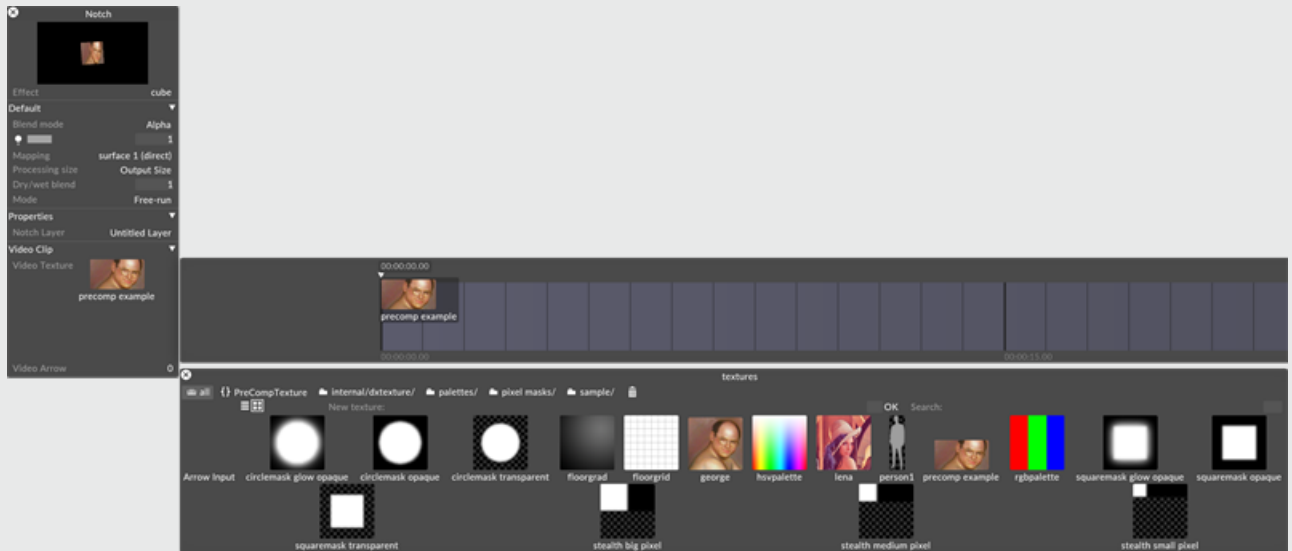 Notch
Effect cube
Default
Blend mode Alpha
1
Mapping surface 1 (direct)
Processing size Output Size
Dry/wet blend 1
Mode Free-run
Properties
Notch Layer Untitled Layer
Video Clip
Video Texture
precomp example
Video Arrow 0
00:00:00.00
precomp example
00:00:00.00 00:00:15.00
textures
all {} PreCompTexture internal/dxtexture/ palettes/ pixel masks/ sample/
New texture: OK Search:
Arrow Input circlemask glow opaque circlemask opaque circlemask transparent floorgrad floorgrid george hsvpalette lena person1 precomp example rgbpalette squaremask glow opaque squaremask opaque
squaremask transparent stealth big pixel stealth medium pixel stealth small pixel